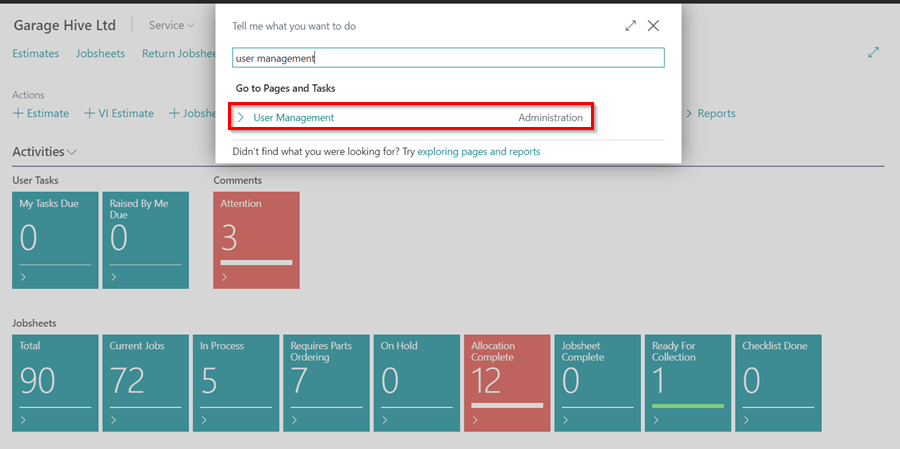 Garage Hive Ltd
Service
Tell me what you want to do
Estimates Jobsheets Return Jobshee
user management
Go to Pages and Tasks
Actions
Estimate VI Estimate Jobshe
User Management Administration
Reports
Didn't find what you were looking for? Try exploring pages and reports
Activities
User Tasks
Comments
My Tasks Due
0
Raised By Me
Due
0
Attention
3
Jobsheets
Total
90
Current Jobs
72
In Process
5
Requires Parts
Ordering
7
On Hold
0
Allocation
Complete
12
Jobsheet
Complete
0
Ready For
Collection
1
Checklist Done
0